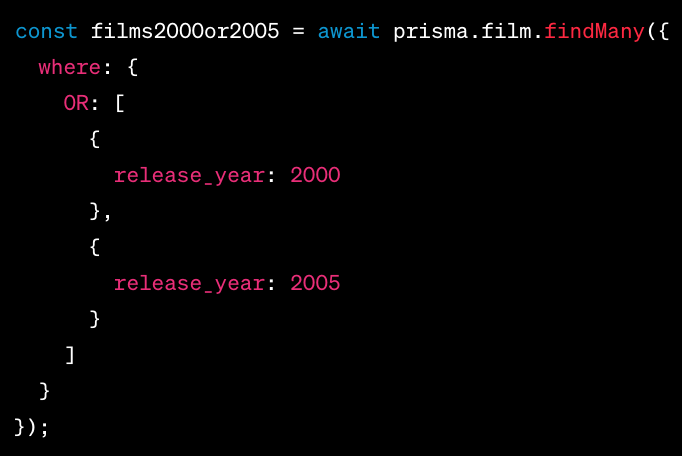 const films2000or2005 = await prisma.film.findMany({
  where: {
    OR: [
      {
        release_year: 2000
      },
      {
        release_year: 2005
      }
    ]
  }
});